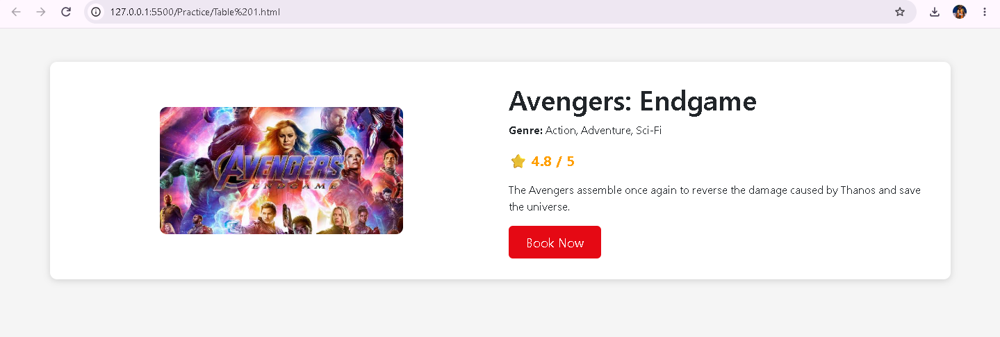 127.0.0.1:5500/Practice/Table%201.html
Avengers: Endgame
AVENGERS
ENDGAME
Genre: Action, Adventure, Sci-Fi
4.8 / 5
The Avengers assemble once again to reverse the damage caused by Thanos and save
the universe.
Book Now